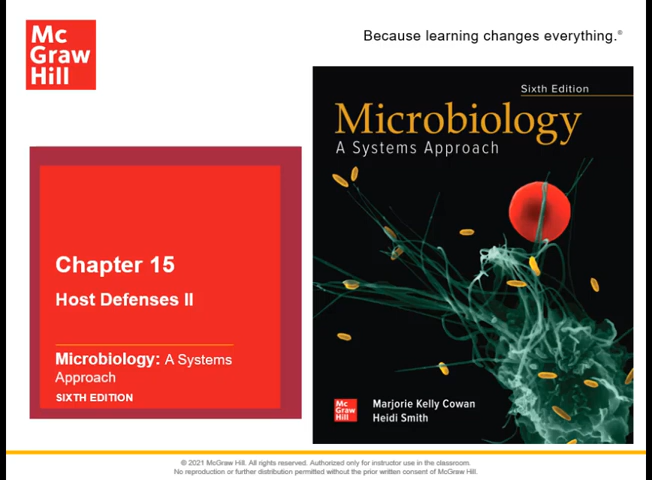 Mc
Graw
Hill
Because learning changes everything.®
Sixth Edition
Microbiology
A Systems Approach
Chapter 15
Host Defenses II
Microbiology: A Systems
Approach
SIXTH EDITION
Mc
Graw
Hill
Marjorie Kelly Cowan
Heidi Smith
© 2021 McGraw Hill. All rights reserved. Authorized only for instructor use in the classroom.
No reproduction or further distribution permitted without the prior written consent of McGraw Hill.